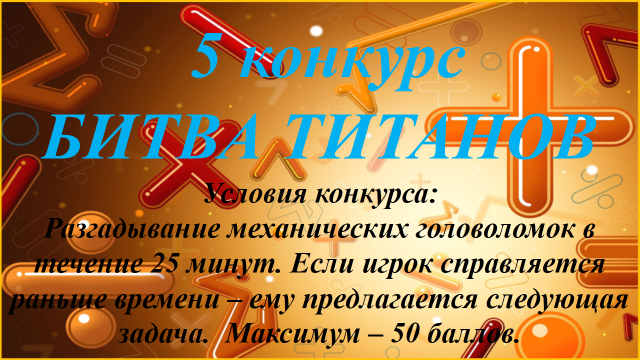 5 конкурс
БИТВА ТИТАНОВ
Условия конкурса:
Разгадывание механических головоломок в
течение 25 минут. Если игрок справляется
раньше времени – ему предлагается следующая
задача. Максимум – 50 баллов.